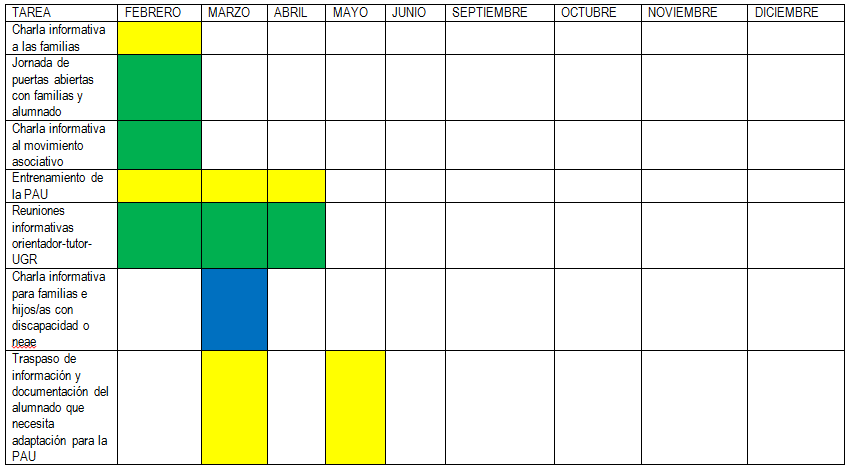 TAREA FEBRERO MARZO ABRIL MAYO JUNIO SEPTIEMBRE OCTUBRE NOVIEMBRE DICIEMBRE
Charla informativa
a las familias
Jornada de
puertas abiertas
con familias y
alumnado
Charla informativa
al movimiento
asociativo
Entrenamiento de
la PAU
Reuniones
informativas
orientador-tutor-
UGR
Charla informativa
para familias e
hijos/as con
discapacidad o
neae
Traspaso de
información y
documentación del
alumnado que
necesita
adaptación para la
PAU